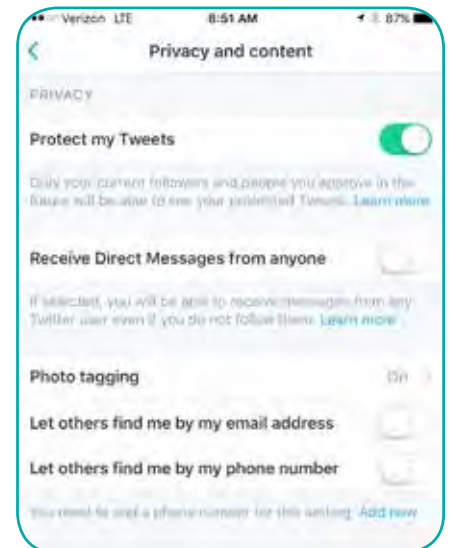 Verizon LTE 8:51 AM 87%
Privacy and content
PRIVACY
Protect my Tweets
Only your current followers and people you approve in the
future will be able to see your protected Tweets. Learn more
Receive Direct Messages from anyone
If selected, you will be able to receive messages from any
Twitter user even if you do not follow them. Learn more
Photo tagging On
Let others find me by my email address
Let others find me by my phone number
You need to add a phone number for this setting. Add now